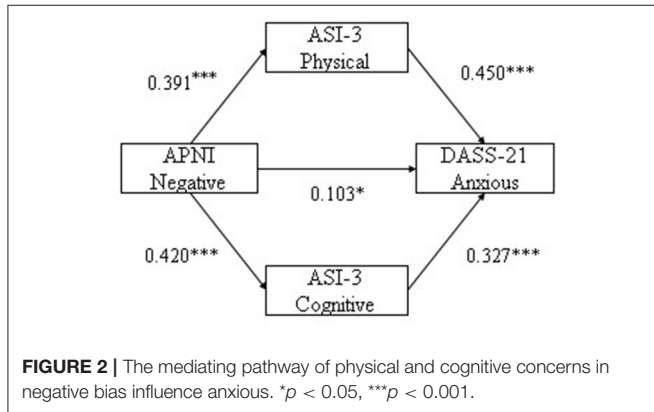 ASI-3
Physical
0.391***
0.450***
APNI
Negative
DASS-21
Anxious
0.103*
0.420***
0.327***
ASI-3
Cognitive
FIGURE 2 | The mediating pathway of physical and cognitive concerns in
negative bias influence anxious. *p < 0.05, ***p < 0.001.